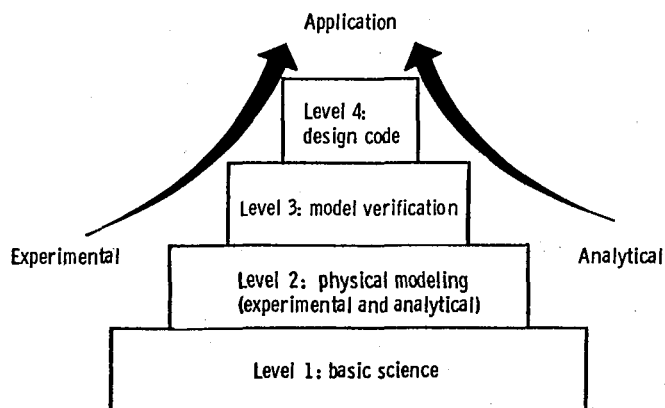 Application
Level 4:
design code
Level 3: model verification
Experimental
Analytical
Level 2: physical modeling
(experimental and analytical)
Level 1: basic science